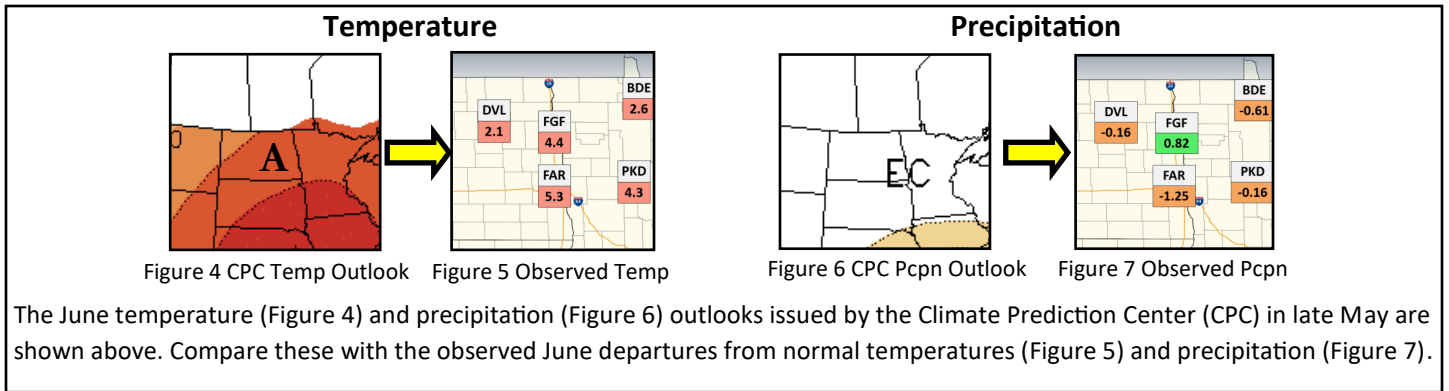 Temperature
Precipitation
A
DVL
2.1
FGF
4.4
FAR
5.3
BDE
2.6
PKD
4.3
EC
DVL
-0.16
FGF
0.82
FAR
-1.25
BDE
-0.61
PKD
-0.16
Figure 4 CPC Temp Outlook
Figure 5 Observed Temp
Figure 6 CPC Pcpn Outlook
Figure 7 Observed Pcpn
The June temperature (Figure 4) and precipitation (Figure 6) outlooks issued by the Climate Prediction Center (CPC) in late May are
shown above. Compare these with the observed June departures from normal temperatures (Figure 5) and precipitation (Figure 7).